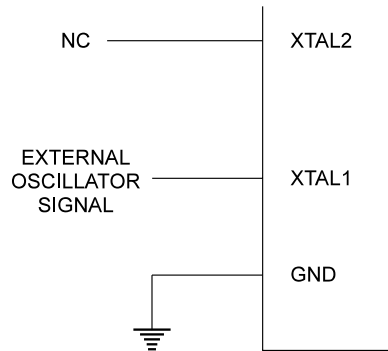 NC
XTAL2
EXTERNAL
OSCILLATOR
SIGNAL
XTAL1
GND